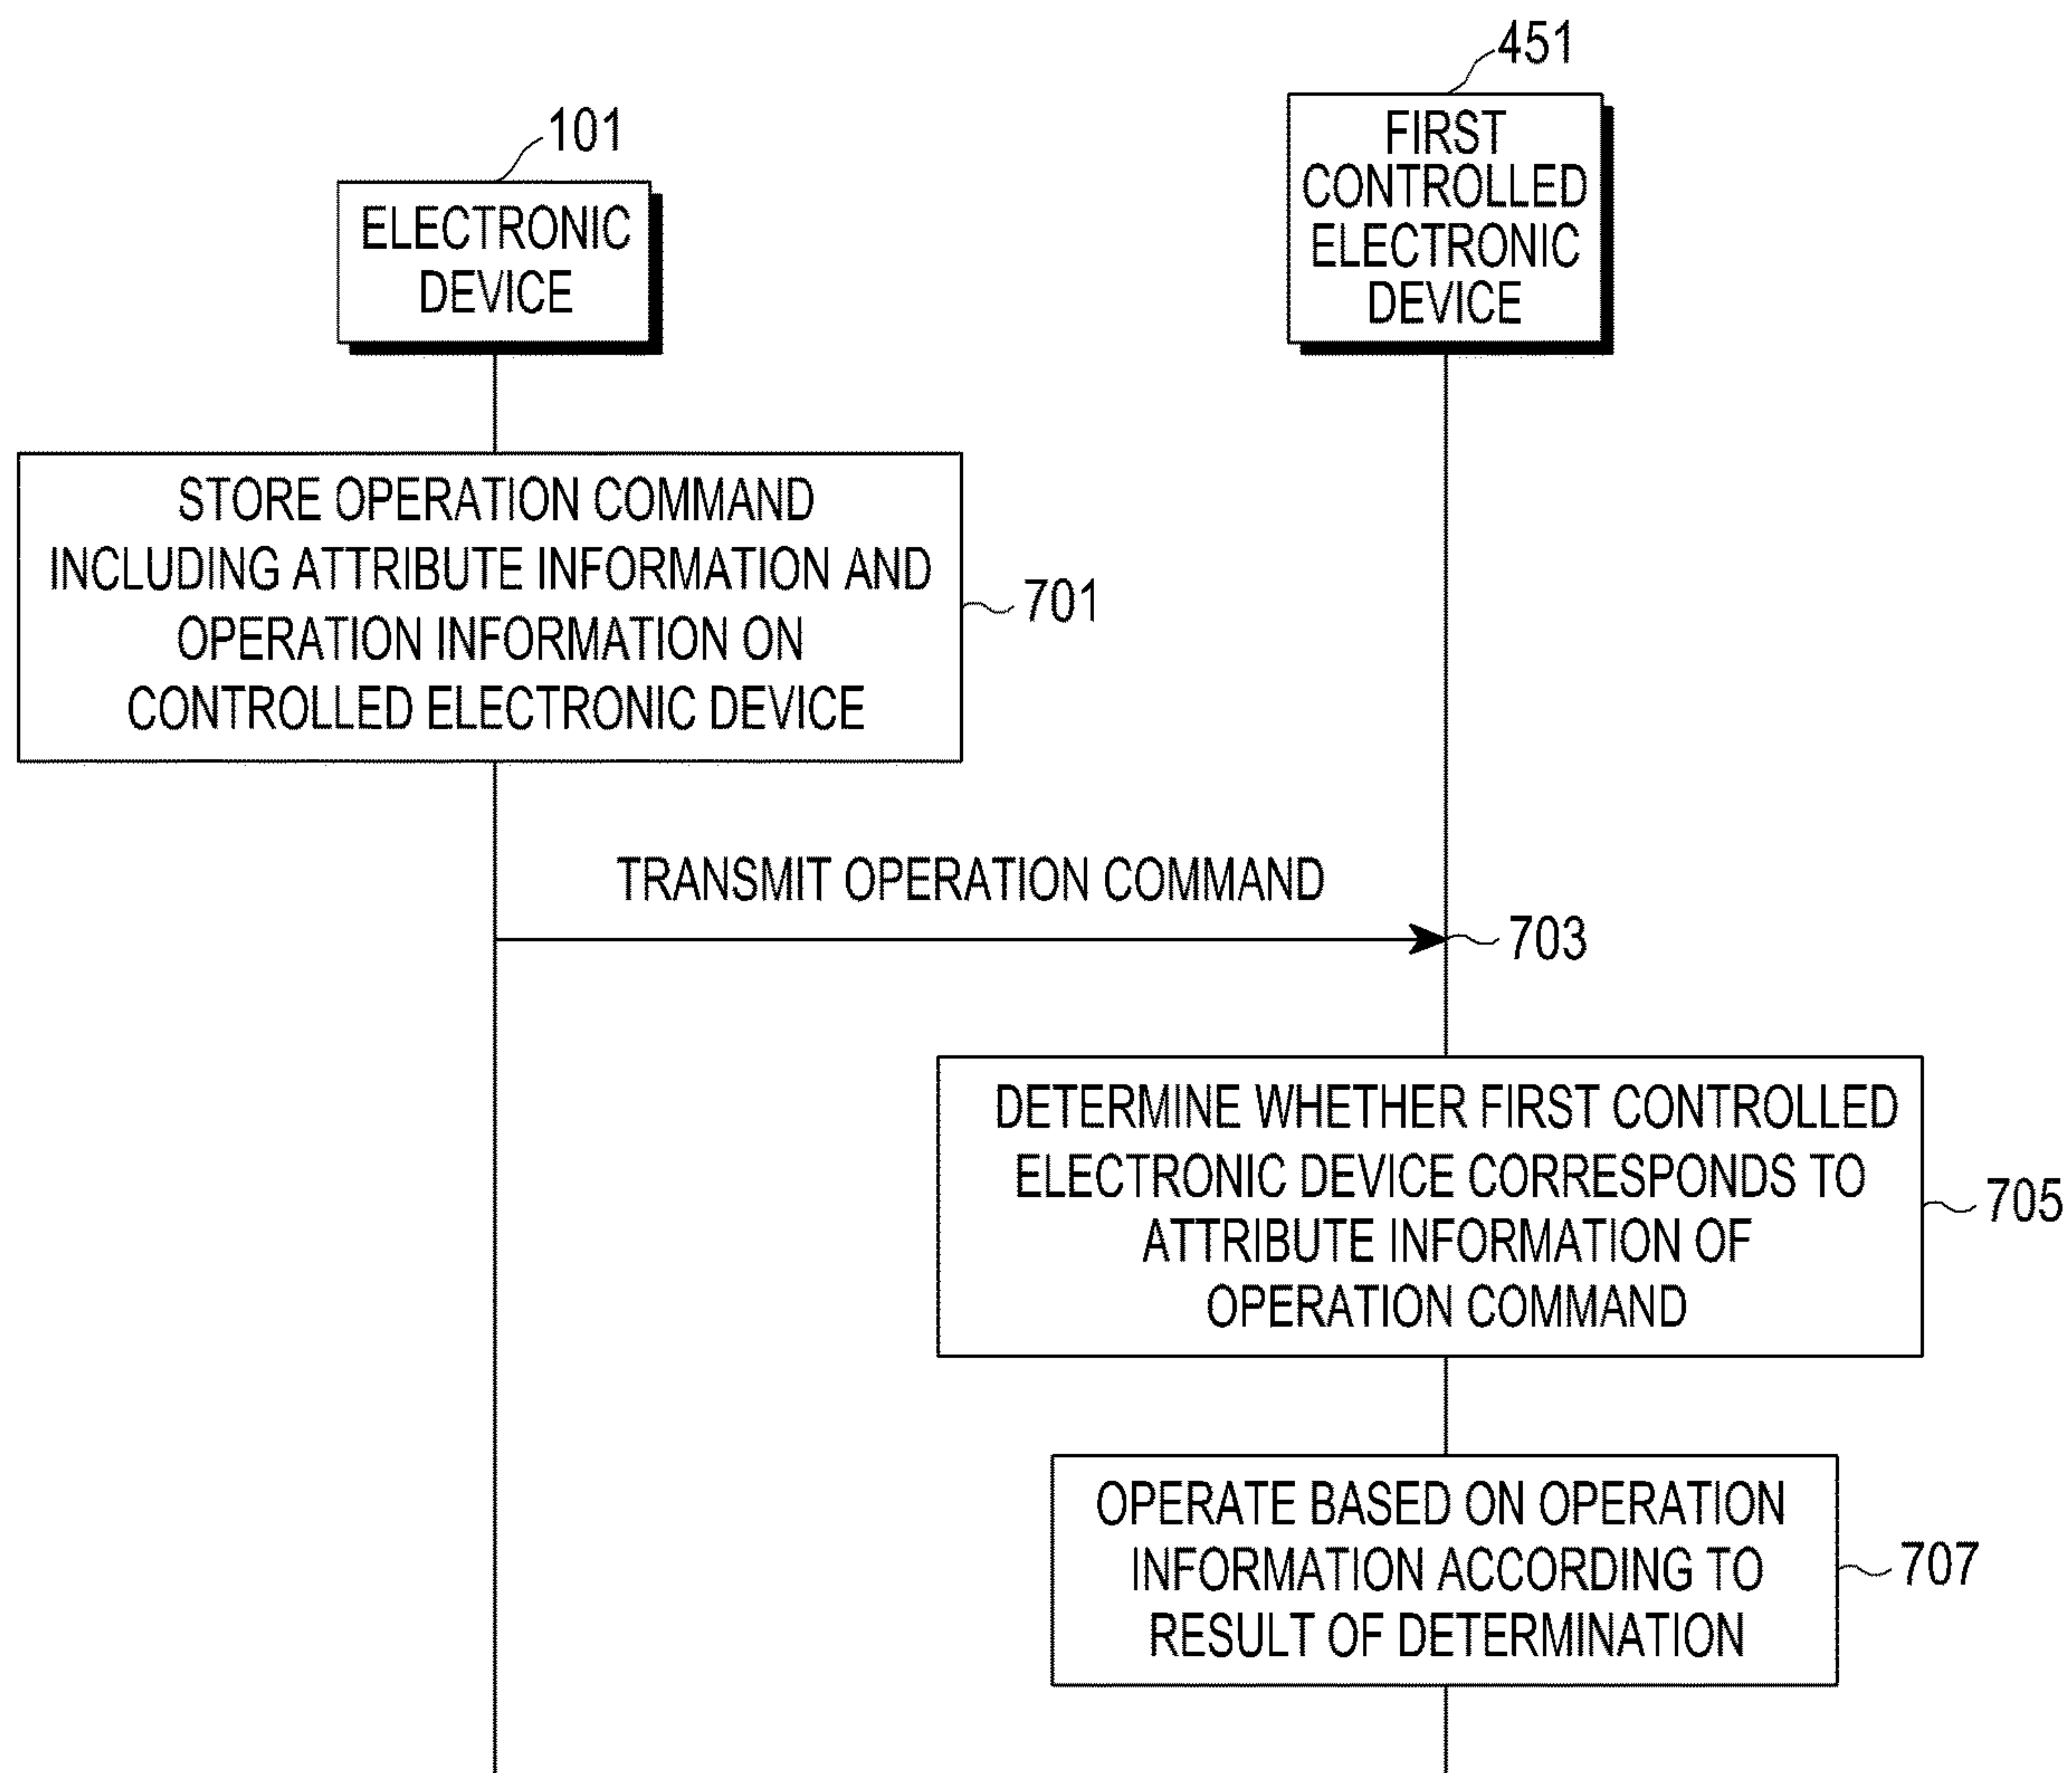 101
ELECTRONIC
DEVICE
451
FIRST
CONTROLLED
ELECTRONIC
DEVICE
STORE OPERATION COMMAND
INCLUDING ATTRIBUTE INFORMATION AND
OPERATION INFORMATION ON
CONTROLLED ELECTRONIC DEVICE
701
TRANSMIT OPERATION COMMAND
703
DETERMINE WHETHER FIRST CONTROLLED
ELECTRONIC DEVICE CORRESPONDS TO
ATTRIBUTE INFORMATION OF
OPERATION COMMAND
705
OPERATE BASED ON OPERATION
INFORMATION ACCORDING TO
RESULT OF DETERMINATION
707